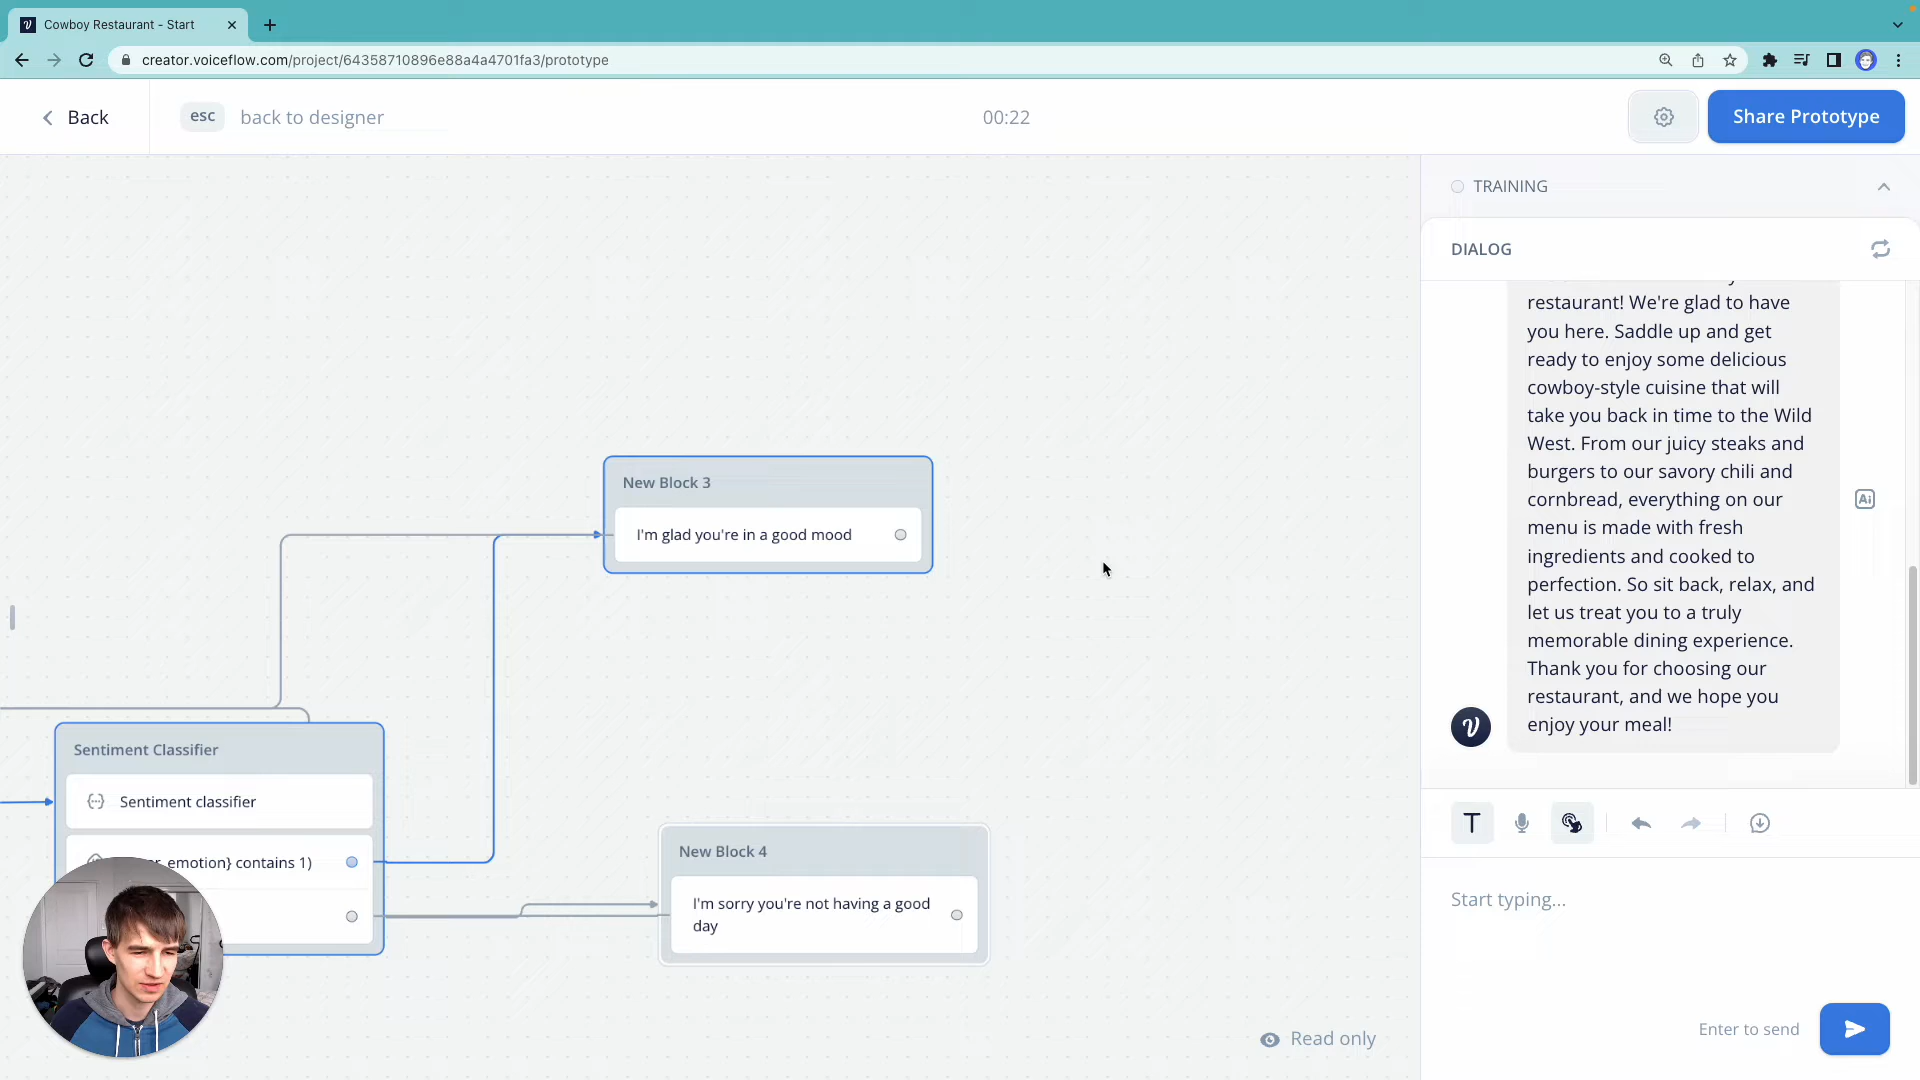 Cowboy Restaurant - Start
creator.voiceflow.com/project/64358710896e88a4a4701fa3/prototype
Back
esc
back to designer
00:22
Share Prototype
TRAINING
DIALOG
restaurant! We're glad to have
you here. Saddle up and get
ready to enjoy some delicious
cowboy-style cuisine that will
take you back in time to the Wild
West. From our juicy steaks and
burgers to our savory chili and
cornbread, everything on our
menu is made with fresh
ingredients and cooked to
perfection. So sit back, relax, and
let us treat you to a truly
memorable dining experience.
Thank you for choosing our
restaurant, and we hope you
enjoy your meal!
Ai
New Block 3
I'm glad you're in a good mood
Sentiment Classifier
Sentiment classifier
emotion} contains 1)
New Block 4
I'm sorry you're not having a good
day
T
Start typing...
Enter to send
Read only